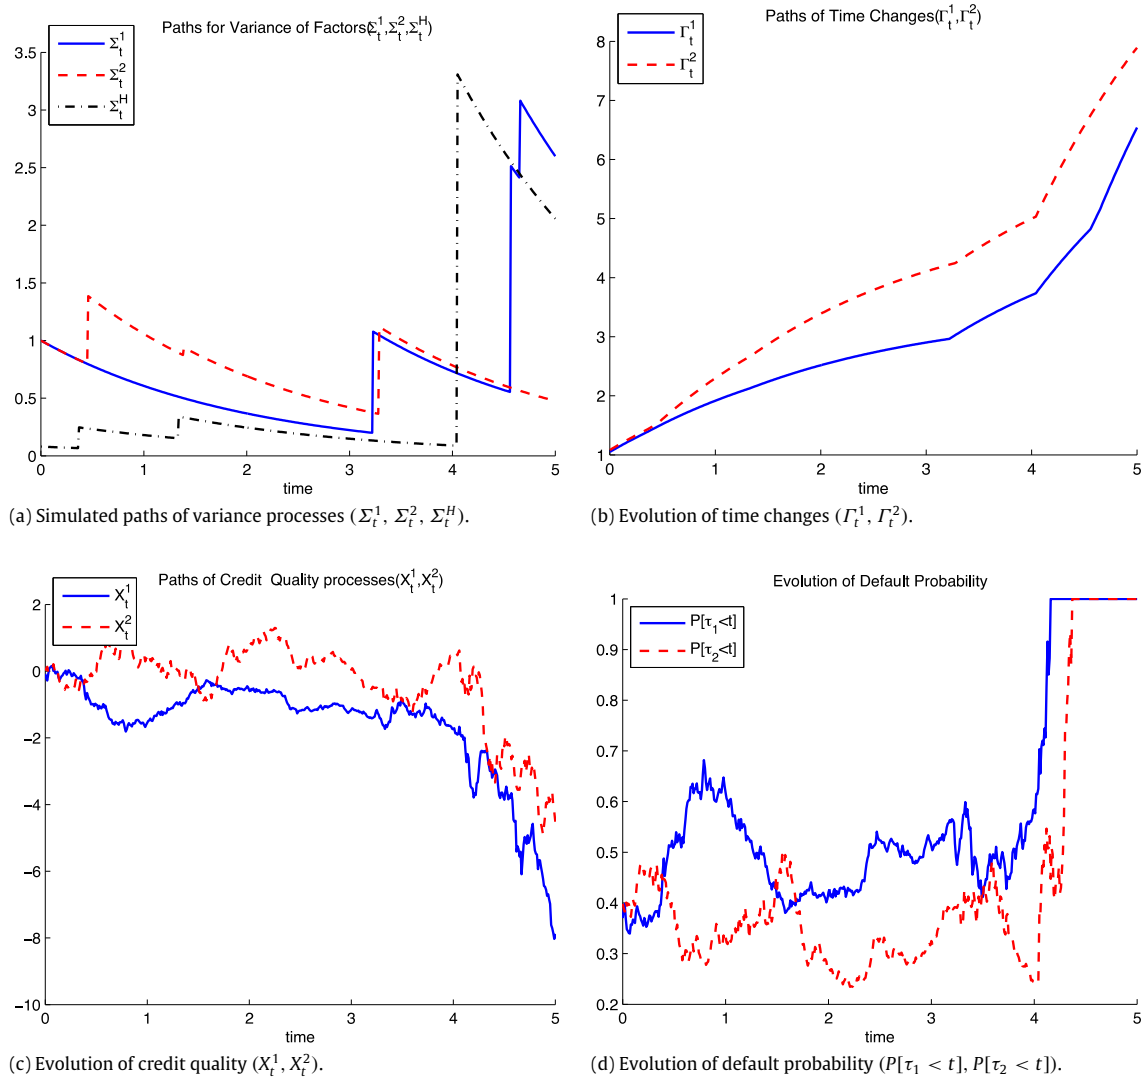 Paths for Variance of Factors(Σ_t^1,Σ_t^2,Σ_t^H)
Σ_t^1
Σ_t^2
Σ_t^H
3.5
3
2.5
2
1.5
1
0.5
0
0 1 2 3 4 5
time
(a) Simulated paths of variance processes (Σ_t^1, Σ_t^2, Σ_t^H).
Paths of Time Changes(Γ_t^1,Γ_t^2)
Γ_t^1
Γ_t^2
8
7
6
5
4
3
2
1
0 1 2 3 4 5
time
(b) Evolution of time changes (Γ_t^1, Γ_t^2).
Paths of Credit Quality processes(X_t^1,X_t^2)
X_t^1
X_t^2
2
0
−2
−4
−6
−8
−10
0 1 2 3 4 5
time
(c) Evolution of credit quality (X_t^1, X_t^2).
Evolution of Default Probability
P[τ_1<t]
P[τ_2<t]
1
0.9
0.8
0.7
0.6
0.5
0.4
0.3
0.2
0 1 2 3 4 5
time
(d) Evolution of default probability (P[τ_1 < t], P[τ_2 < t]).